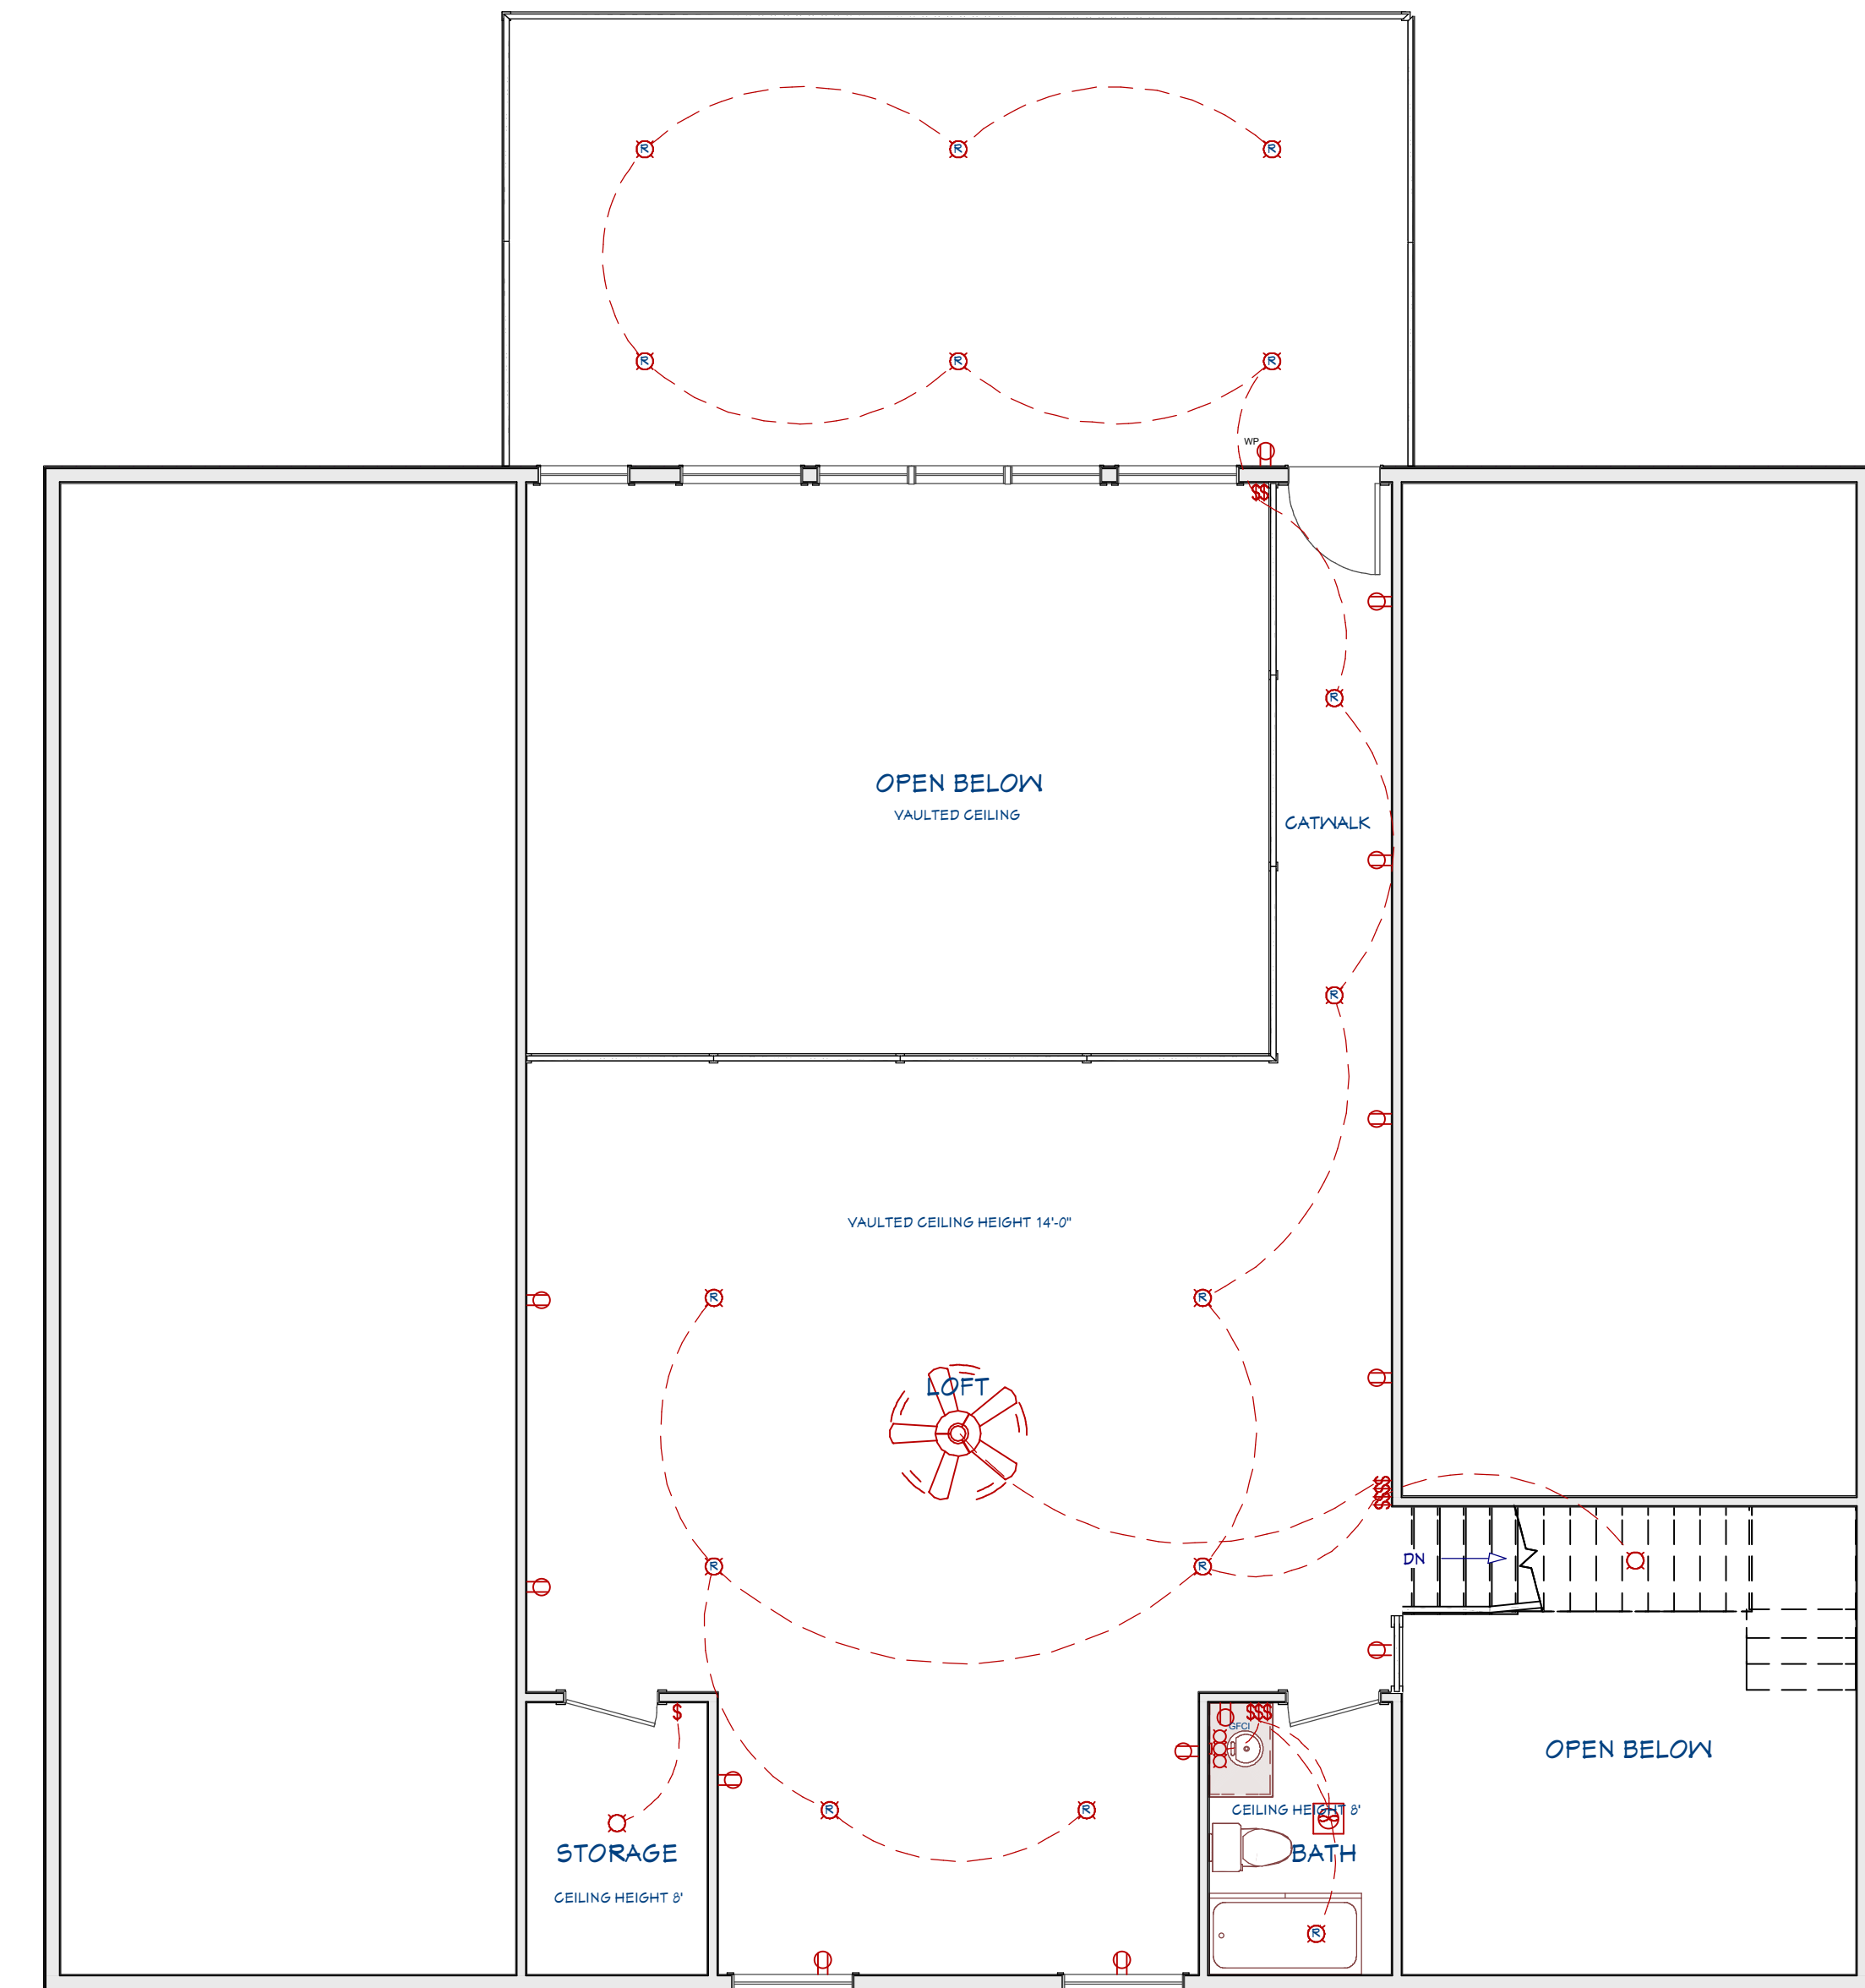 R R R
R R R
WP
$$
R
OPEN BELOW
VAULTED CEILING
CATWALK
R
VAULTED CEILING HEIGHT 14'-0"
R R
LOFT
$$$$
DN
R R
$ $$$
GFCI
OPEN BELOW
R R
CEILING HEIGHT 8'
STORAGE
BATH
CEILING HEIGHT 8'
R